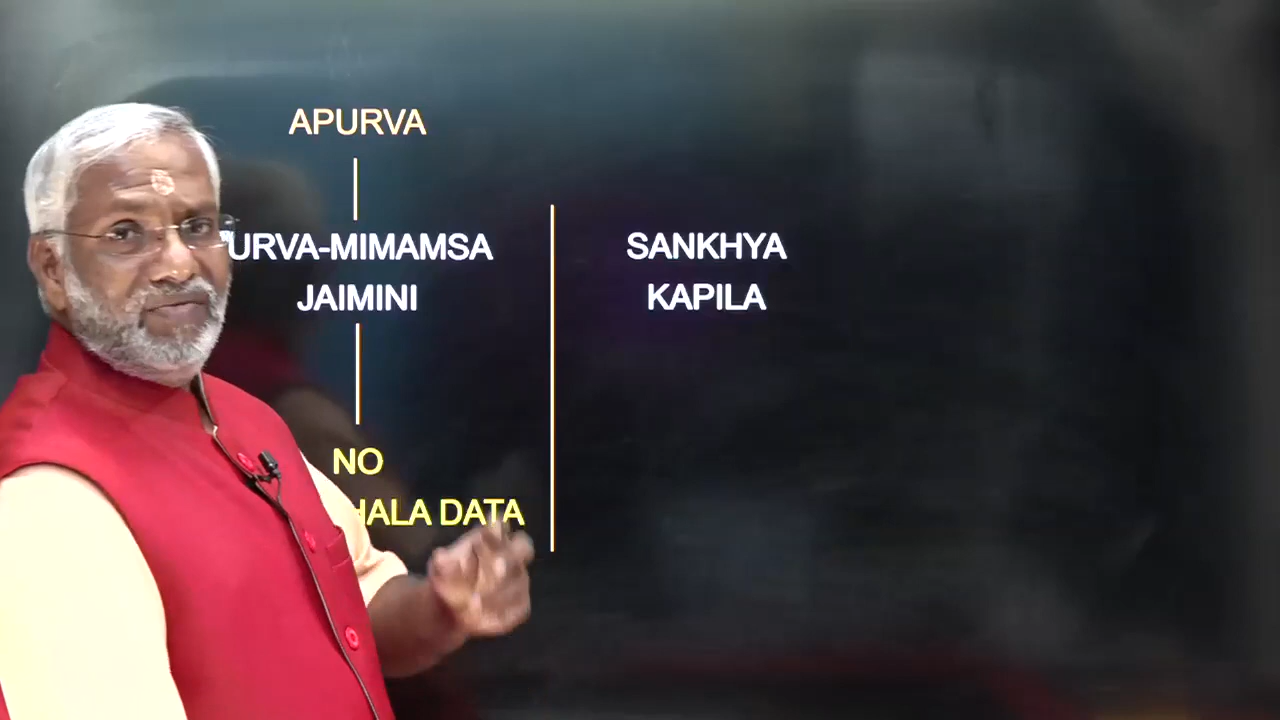 APURVA
URVA-MIMAMSA
JAIMINI
NO
HALA DATA
SANKHYA
KAPILA